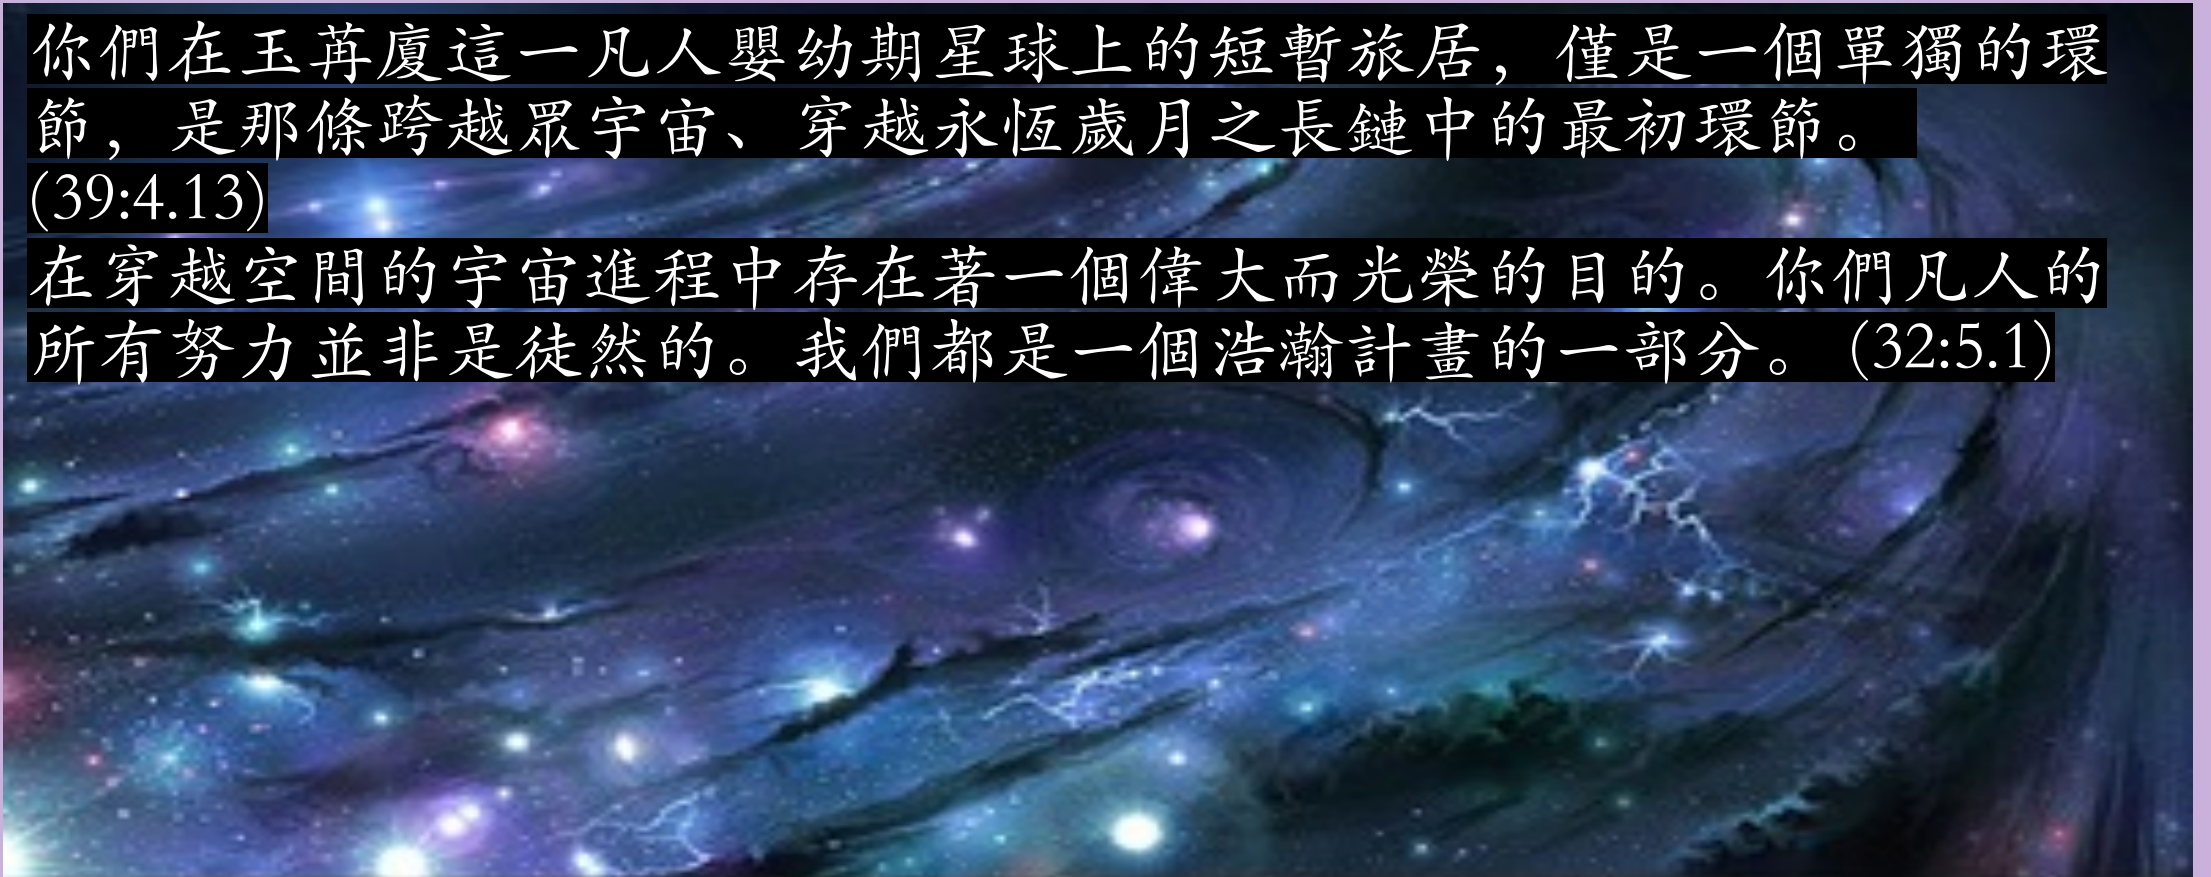 你們在玉苒廈這一凡人嬰幼期星球上的短暫旅居，僅是一個單獨的環
節，是那條跨越眾宇宙、穿越永恆歲月之長鏈中的最初環節。
(39:4.13)
在穿越空間的宇宙進程中存在著一個偉大而光榮的目的。你們凡人的
所有努力並非是徒然的。我們都是一個浩瀚計畫的一部分。 (32:5.1)